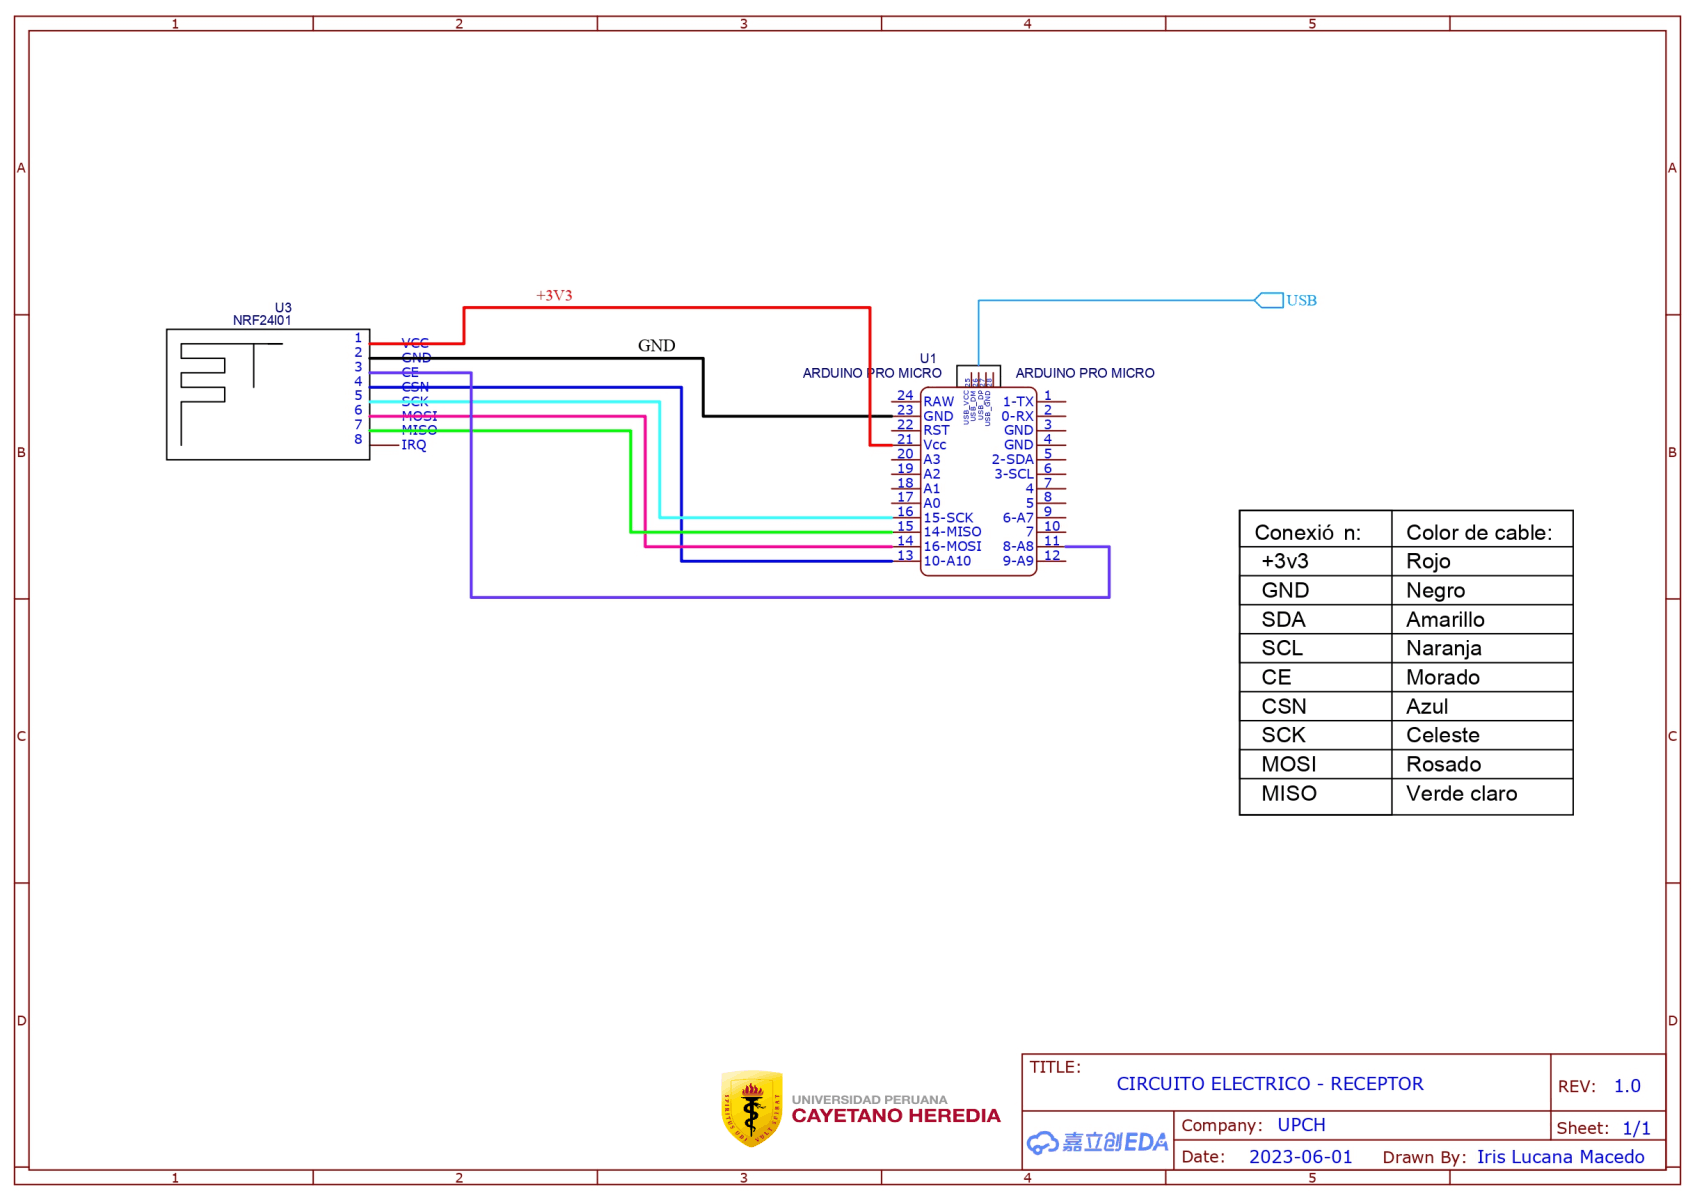 1 2 3 4 5
A
B
C
D
A
B
C
D
+3V3
GND
USB
U3
NRF24l01
1 VCC
2 GND
3 CE
4 CSN
5 SCK
6 MOSI
7 MISO
8 IRQ
U1
ARDUINO PRO MICRO
ARDUINO PRO MICRO
25 26 27 28
USB_VCC
USB_DM
USB_DP
USB_GND
24 RAW 1-TX 1
23 GND 0-RX 2
22 RST GND 3
21 Vcc GND 4
20 A3 2-SDA 5
19 A2 3-SCL 6
18 A1 4 7
17 A0 5 8
16 15-SCK 6-A7 9
15 14-MISO 7 10
14 16-MOSI 8-A8 11
13 10-A10 9-A9 12
Conexió n: Color de cable:
+3v3 Rojo
GND Negro
SDA Amarillo
SCL Naranja
CE Morado
CSN Azul
SCK Celeste
MOSI Rosado
MISO Verde claro
SPIRITUS UBI VULT SPIRAT
UNIVERSIDAD PERUANA
CAYETANO HEREDIA
TITLE:
CIRCUITO ELECTRICO - RECEPTOR
REV: 1.0
嘉立创EDA
Company: UPCH
Sheet: 1/1
Date: 2023-06-01 Drawn By: Iris Lucana Macedo
1 2 3 4 5